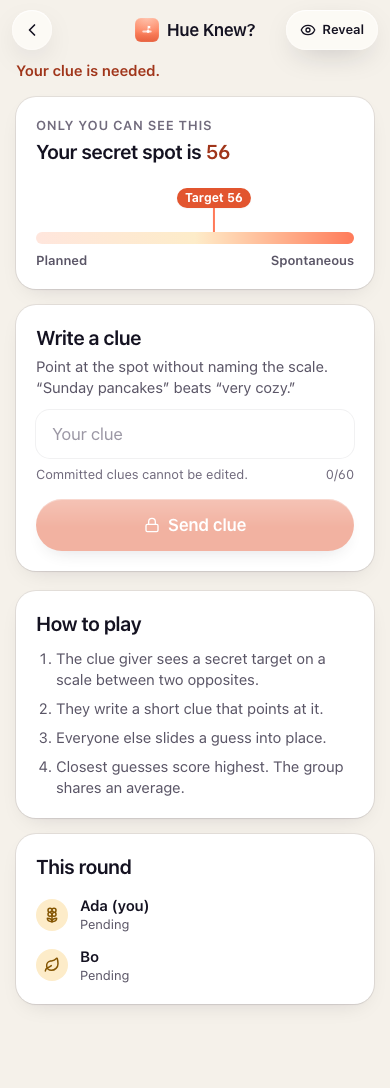 Hue Knew?
Reveal
Your clue is needed.
ONLY YOU CAN SEE THIS
Your secret spot is 56
Target 56
Planned
Spontaneous
Write a clue
Point at the spot without naming the scale.
“Sunday pancakes” beats “very cozy.”
Your clue
Committed clues cannot be edited.
0/60
Send clue
How to play
1. The clue giver sees a secret target on a
scale between two opposites.
2. They write a short clue that points at it.
3. Everyone else slides a guess into place.
4. Closest guesses score highest. The group
shares an average.
This round
Ada (you)
Pending
Bo
Pending